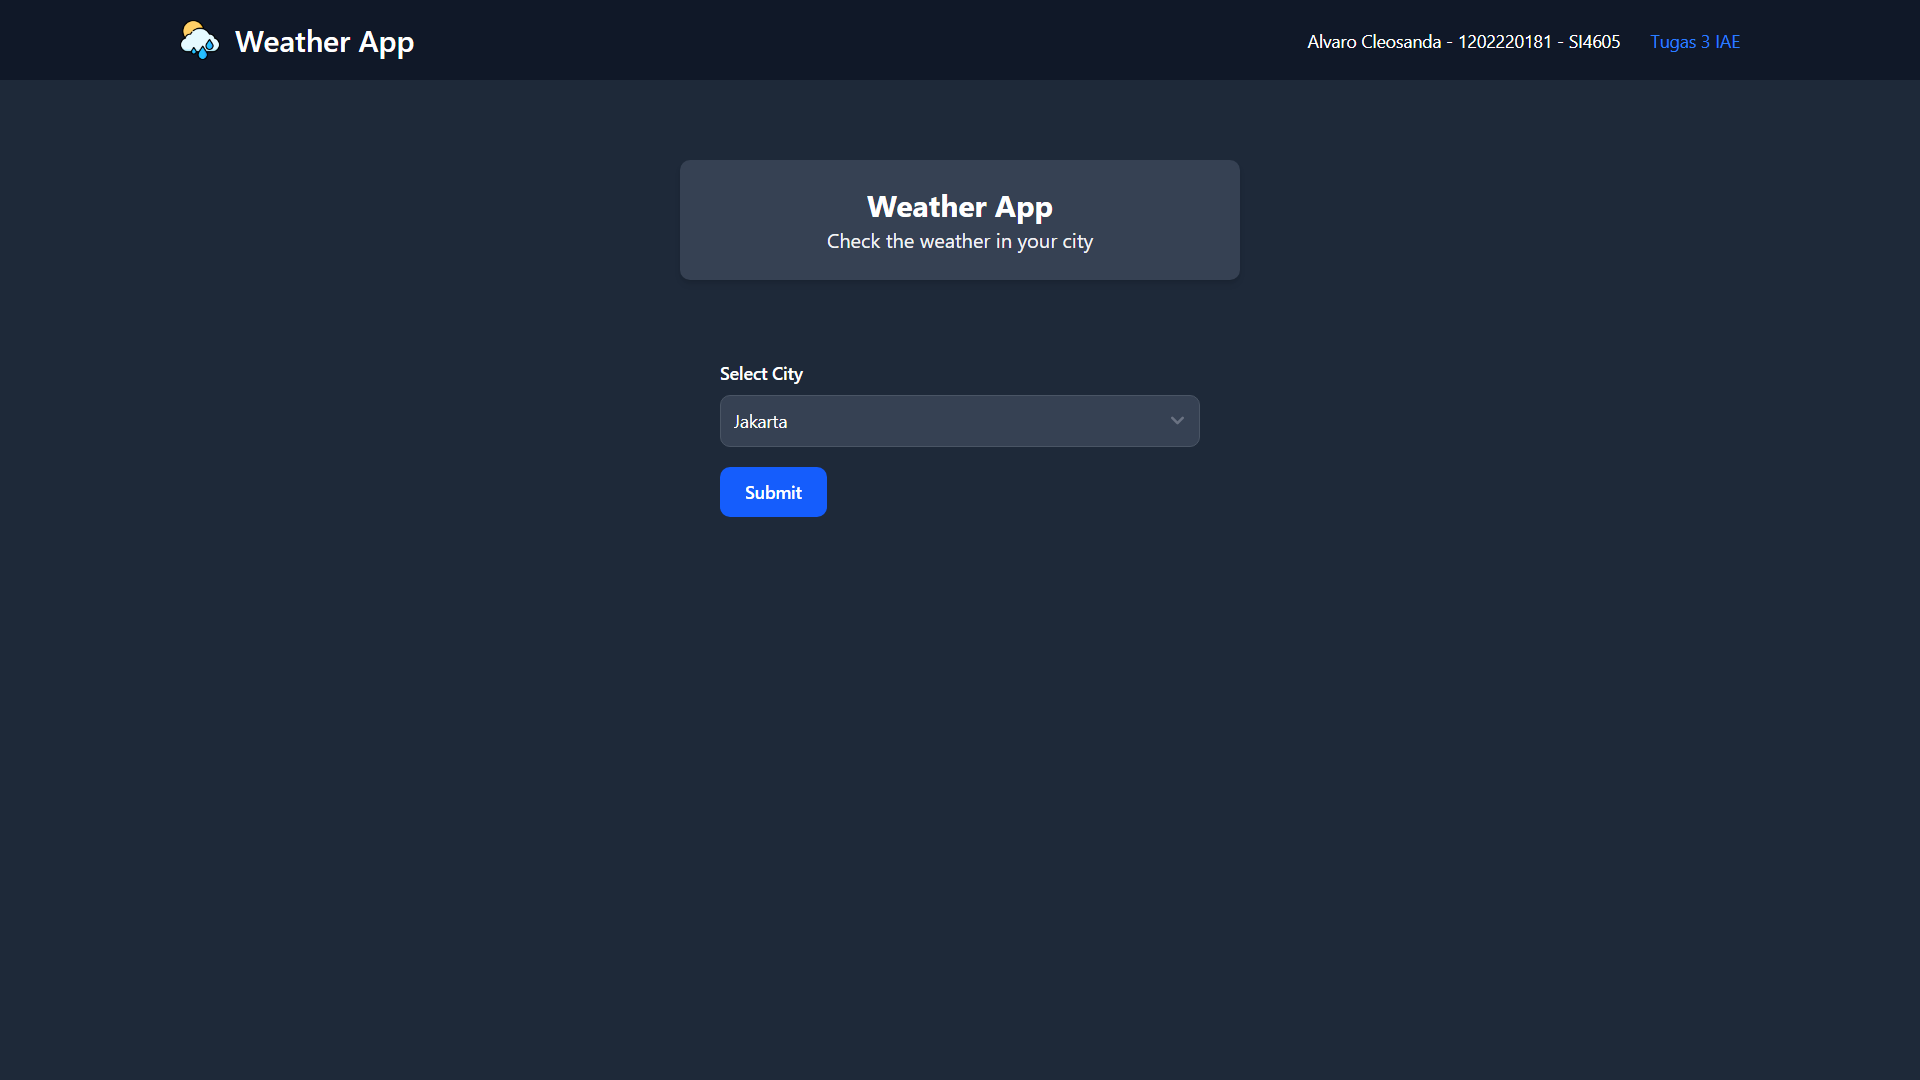 Weather App
Alvaro Cleosanda - 1202220181 - SI4605
Tugas 3 IAE
Weather App
Check the weather in your city
Select City
Jakarta
Submit